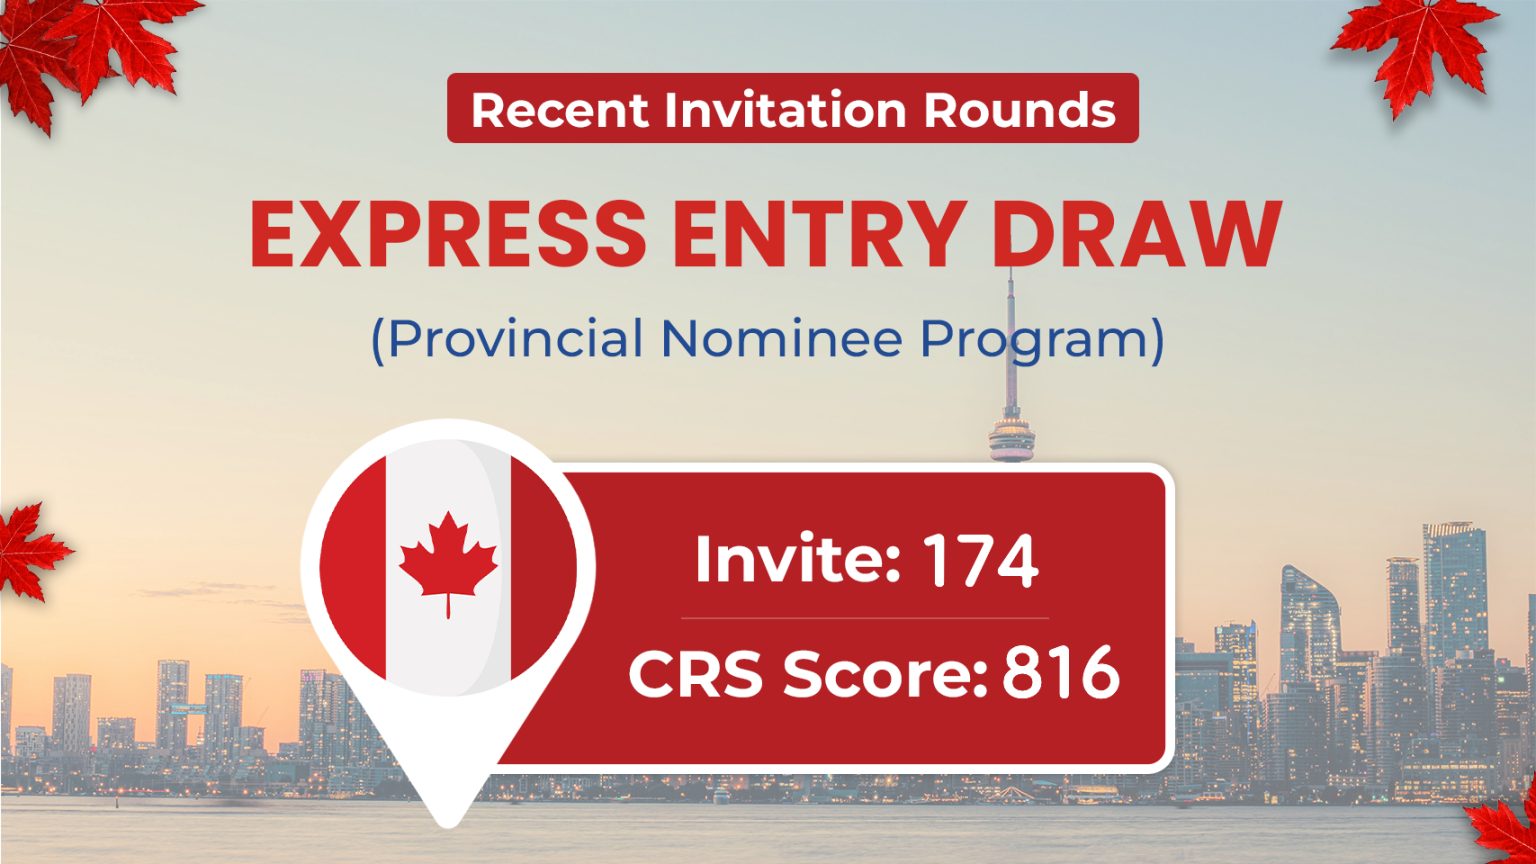 Recent Invitation Rounds
EXPRESS ENTRY DRAW
(Provincial Nominee Program)
Invite: 174
CRS Score: 816